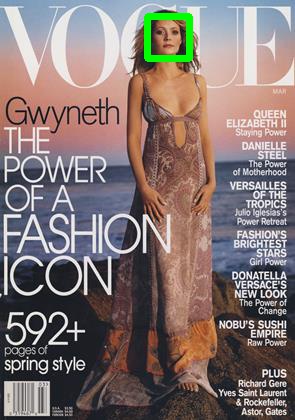 VOGUE
MAR
Gwyneth
THE
POWER
OF A
FASHION
ICON
592+
pages of
spring style
QUEEN
ELIZABETH II
Staying Power
DANIELLE
STEEL
The Power
of Motherhood
VERSAILLES
OF THE
TROPICS
Julio Iglesias's
Power Retreat
FASHION'S
BRIGHTEST
STARS
Girl Power
DONATELLA
VERSACE'S
NEW LOOK
The Power of
Change
NOBU'S SUSHI
EMPIRE
Raw Power
PLUS
Richard Gere
Yves Saint Laurent
& Rockefeller,
Astor, Gates